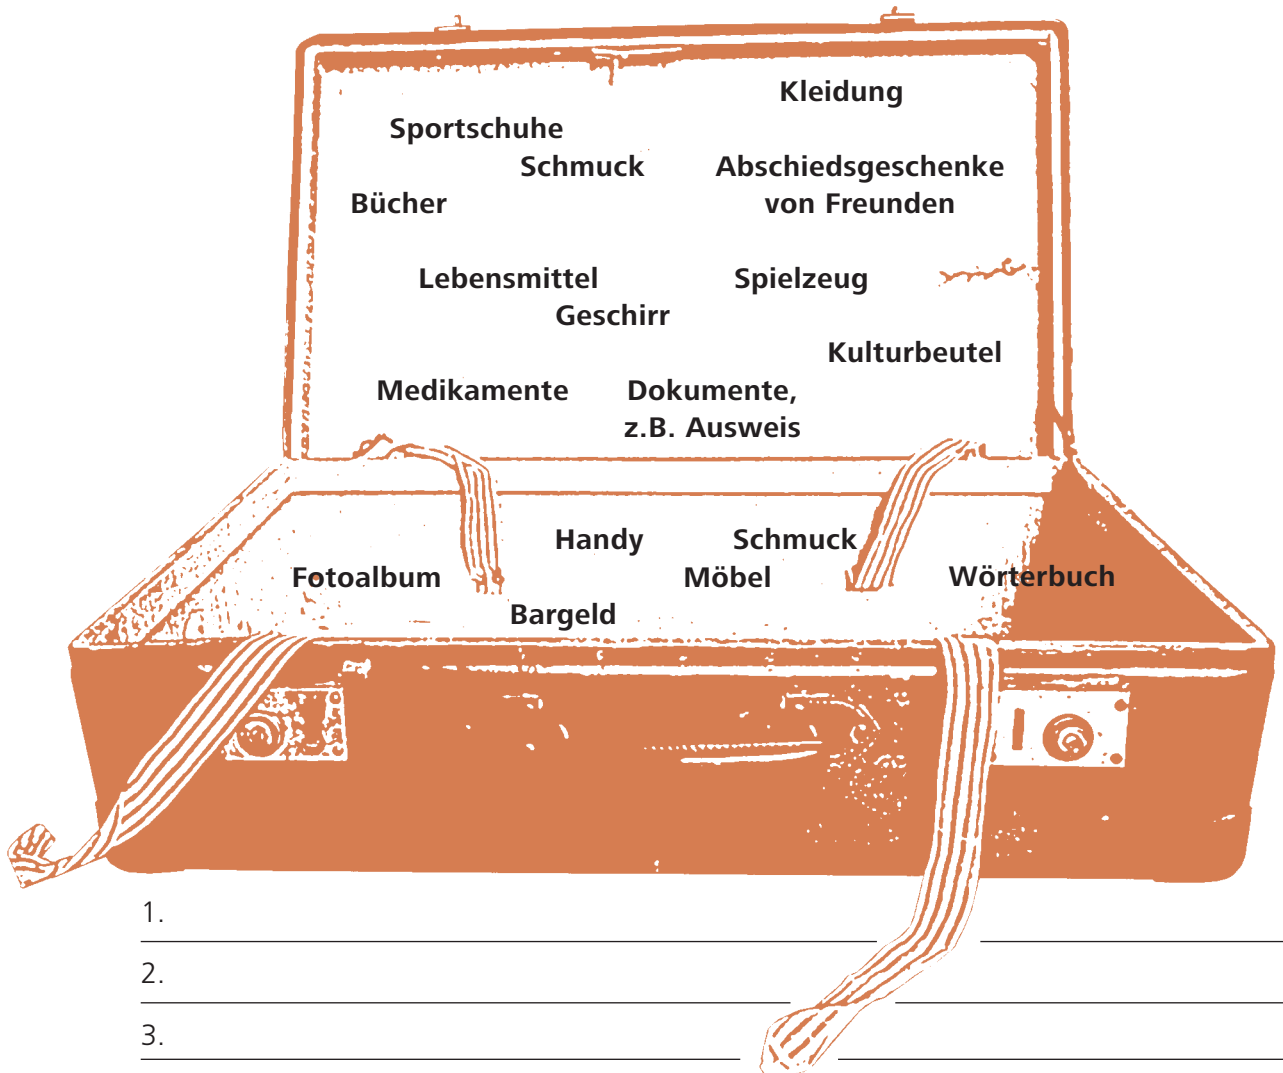 Kleidung
Sportschuhe
Schmuck
Abschiedsgeschenke
von Freunden
Bücher
Lebensmittel
Spielzeug
Geschirr
Kulturbeutel
Medikamente
Dokumente,
z.B. Ausweis
Handy
Schmuck
Fotoalbum
Möbel
Wörterbuch
Bargeld
1.
2.
3.